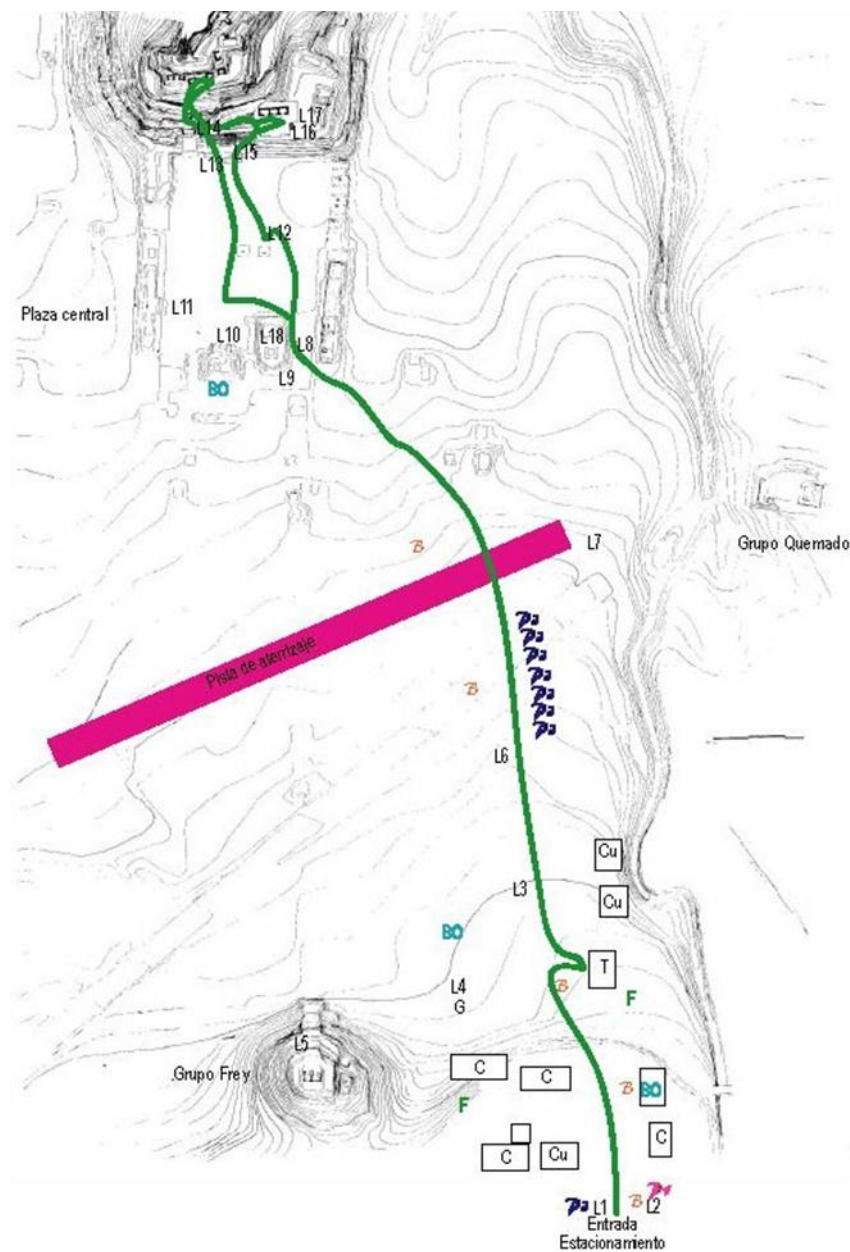 L17
L14
L16
L13
L15
L12
L11
Plaza central
L10
L18
L8
L9
BO
B
L7
Grupo Quemado
Pista de aterrizaje
B
L6
Cu
L3
Cu
BO
T
L4
B
F
G
L5
Grupo Frey
C
C
B
BO
F
C
C
Cu
L1
B
L2
Entrada
Estacionamiento